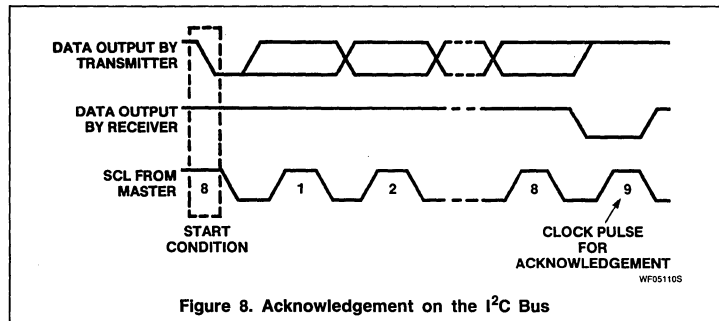 DATA OUTPUT BY
TRANSMITTER
DATA OUTPUT
BY RECEIVER
SCL FROM
MASTER
8
1
2
8
9
START
CONDITION
CLOCK PULSE
FOR
ACKNOWLEDGEMENT
WF05110S
Figure 8. Acknowledgement on the I²C Bus